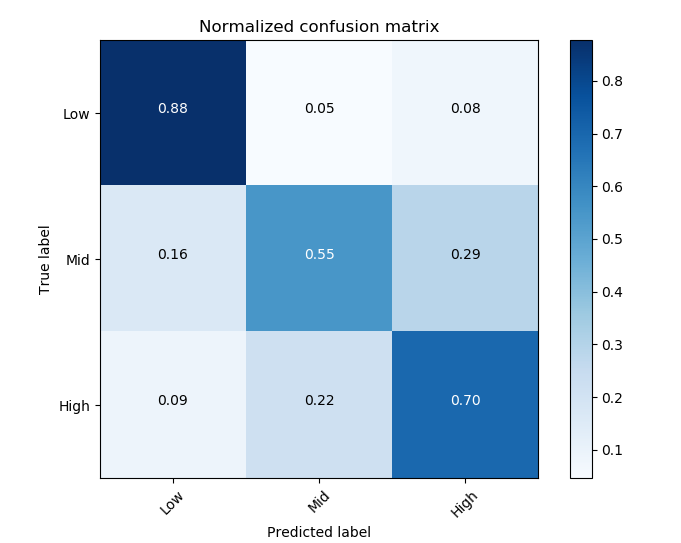 Normalized confusion matrix
True label
Low 0.88 0.05 0.08
Mid 0.16 0.55 0.29
High 0.09 0.22 0.70
Low Mid High
Predicted label
0.8
0.7
0.6
0.5
0.4
0.3
0.2
0.1